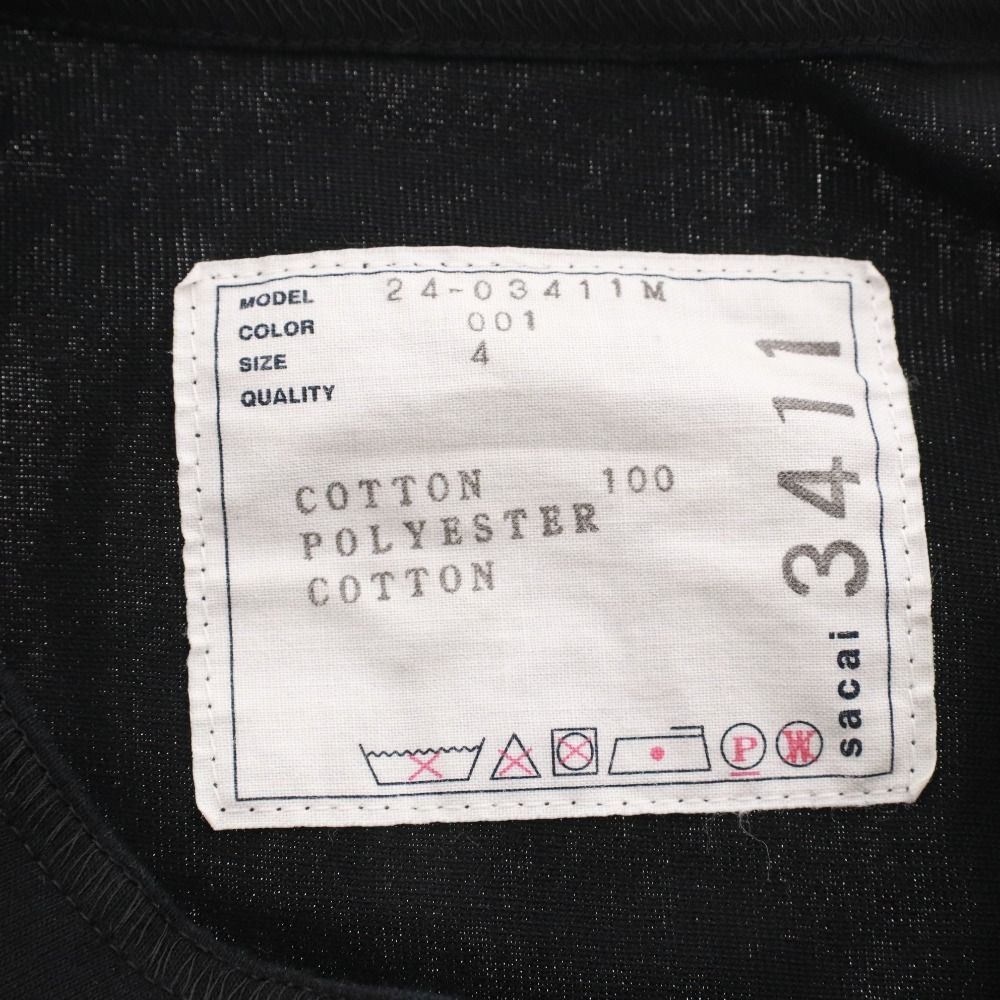 MODEL 24-03411M
COLOR 001
SIZE 4
QUALITY
COTTON 100
POLYESTER
COTTON
P W
sacai 3411